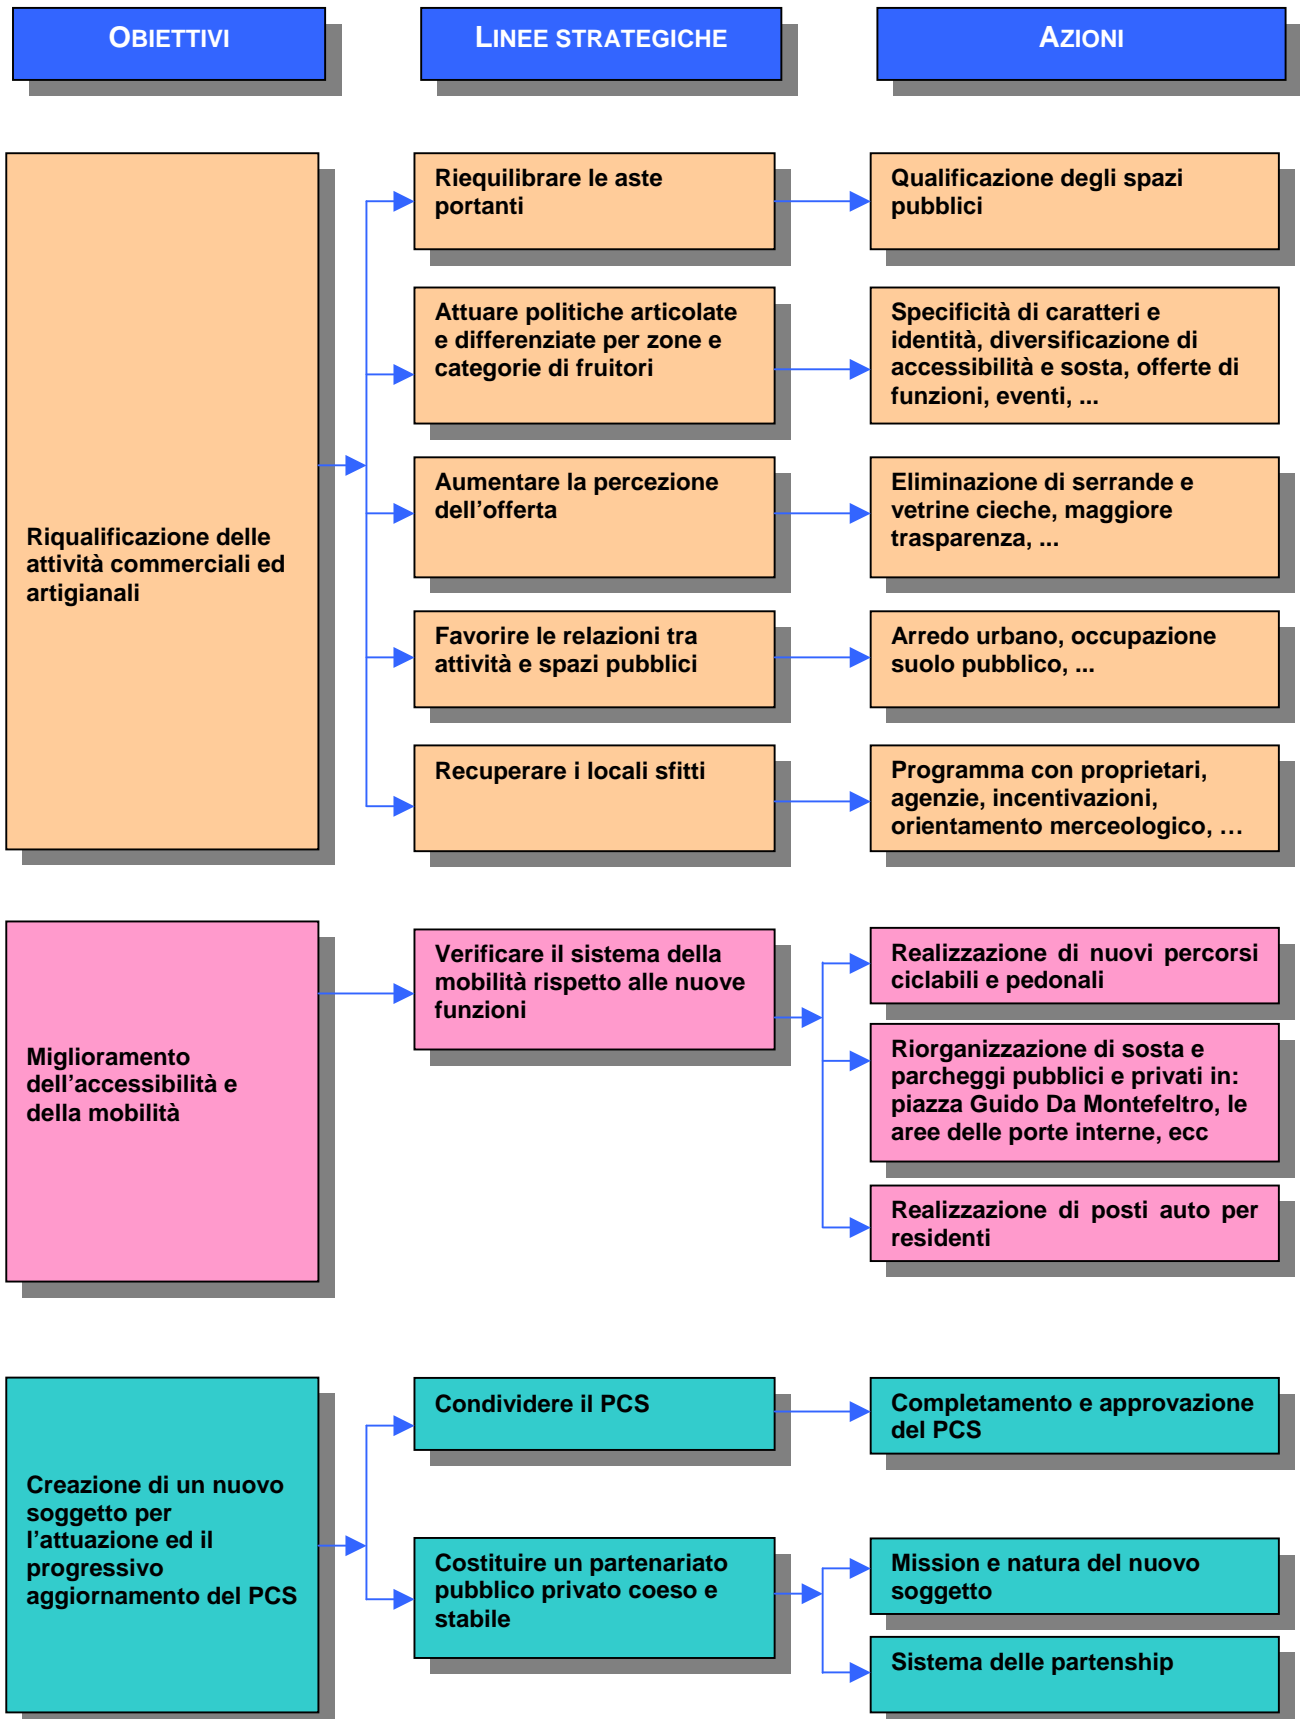 OBIETTIVI
LINEE STRATEGICHE
AZIONI
Riqualificazione delle
attività commerciali ed
artigianali
Riequilibrare le aste
portanti
Qualificazione degli spazi
pubblici
Attuare politiche articolate
e differenziate per zone e
categorie di fruitori
Specificità di caratteri e
identità, diversificazione di
accessibilità e sosta, offerte di
funzioni, eventi, ...
Aumentare la percezione
dell'offerta
Eliminazione di serrande e
vetrine cieche, maggiore
trasparenza, ...
Favorire le relazioni tra
attività e spazi pubblici
Arredo urbano, occupazione
suolo pubblico, ...
Recuperare i locali sfitti
Programma con proprietari,
agenzie, incentivazioni,
orientamento merceologico, …
Miglioramento
dell'accessibilità e
della mobilità
Verificare il sistema della
mobilità rispetto alle nuove
funzioni
Realizzazione di nuovi percorsi
ciclabili e pedonali
Riorganizzazione di sosta e
parcheggi pubblici e privati in:
piazza Guido Da Montefeltro, le
aree delle porte interne, ecc
Realizzazione di posti auto per
residenti
Creazione di un nuovo
soggetto per
l'attuazione ed il
progressivo
aggiornamento del PCS
Condividere il PCS
Completamento e approvazione
del PCS
Costituire un partenariato
pubblico privato coeso e
stabile
Mission e natura del nuovo
soggetto
Sistema delle partenship